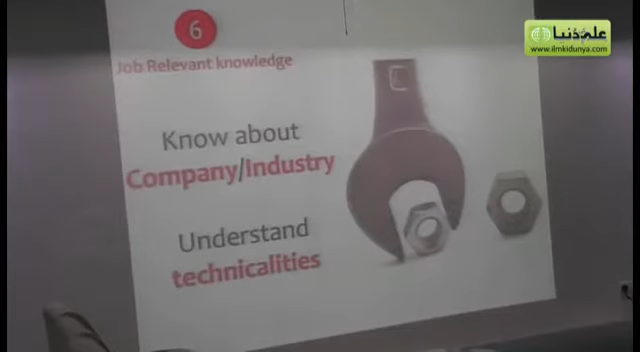 6
Job Relevant knowledge
Know about
Company/Industry
Understand
technicalities
علم کی دنیا
www.ilmkidunya.com